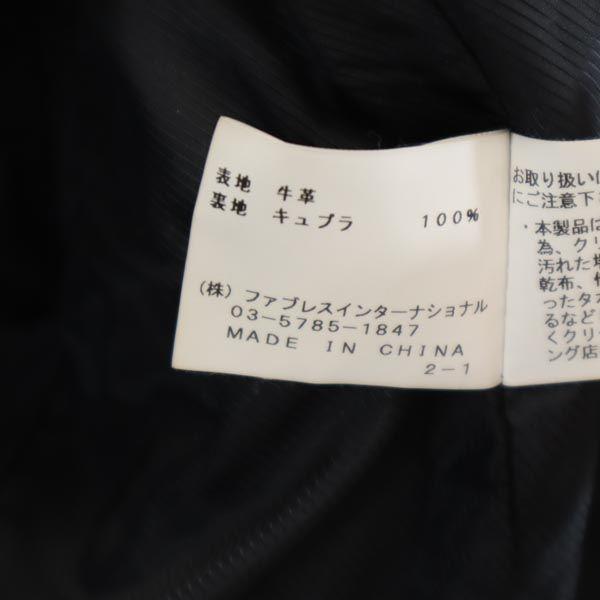 表地 牛革
裏地 キュプラ 100%
(株) ファブレスインターナショナル
03-5785-1847
MADE IN CHINA
2-1
お取り扱いに
にご注意下
・本製品は
為、クリ
汚れた
乾布、
ったタオ
るなど
くクリ
ング店